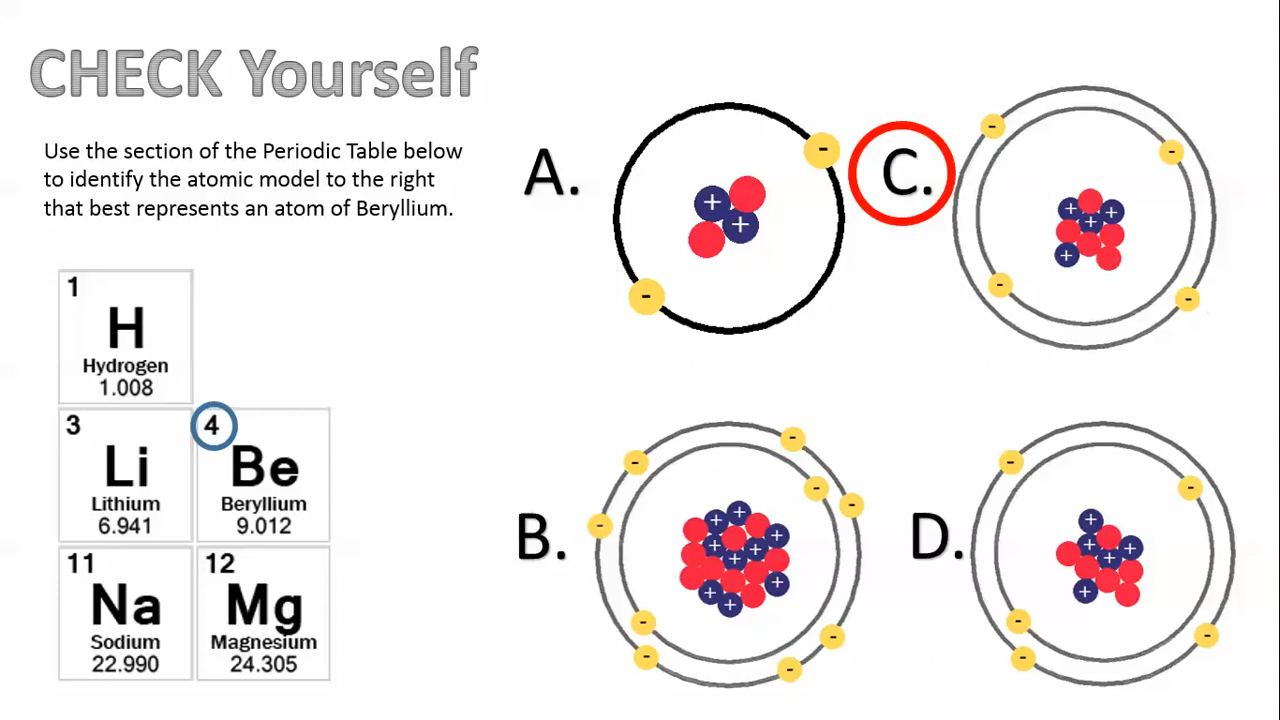 CHECK Yourself
Use the section of the Periodic Table below
to identify the atomic model to the right
that best represents an atom of Beryllium.
1
H
Hydrogen
1.008
3
Li
Lithium
6.941
4
Be
Beryllium
9.012
11
Na
Sodium
22.990
12
Mg
Magnesium
24.305
A.
+
+
-
-
C.
+
+
+
+
-
-
-
-
B.
+
+
+
+
+
+
+
+
+
-
-
-
-
-
-
-
-
-
D.
+
+
+
+
+
-
-
-
-
-